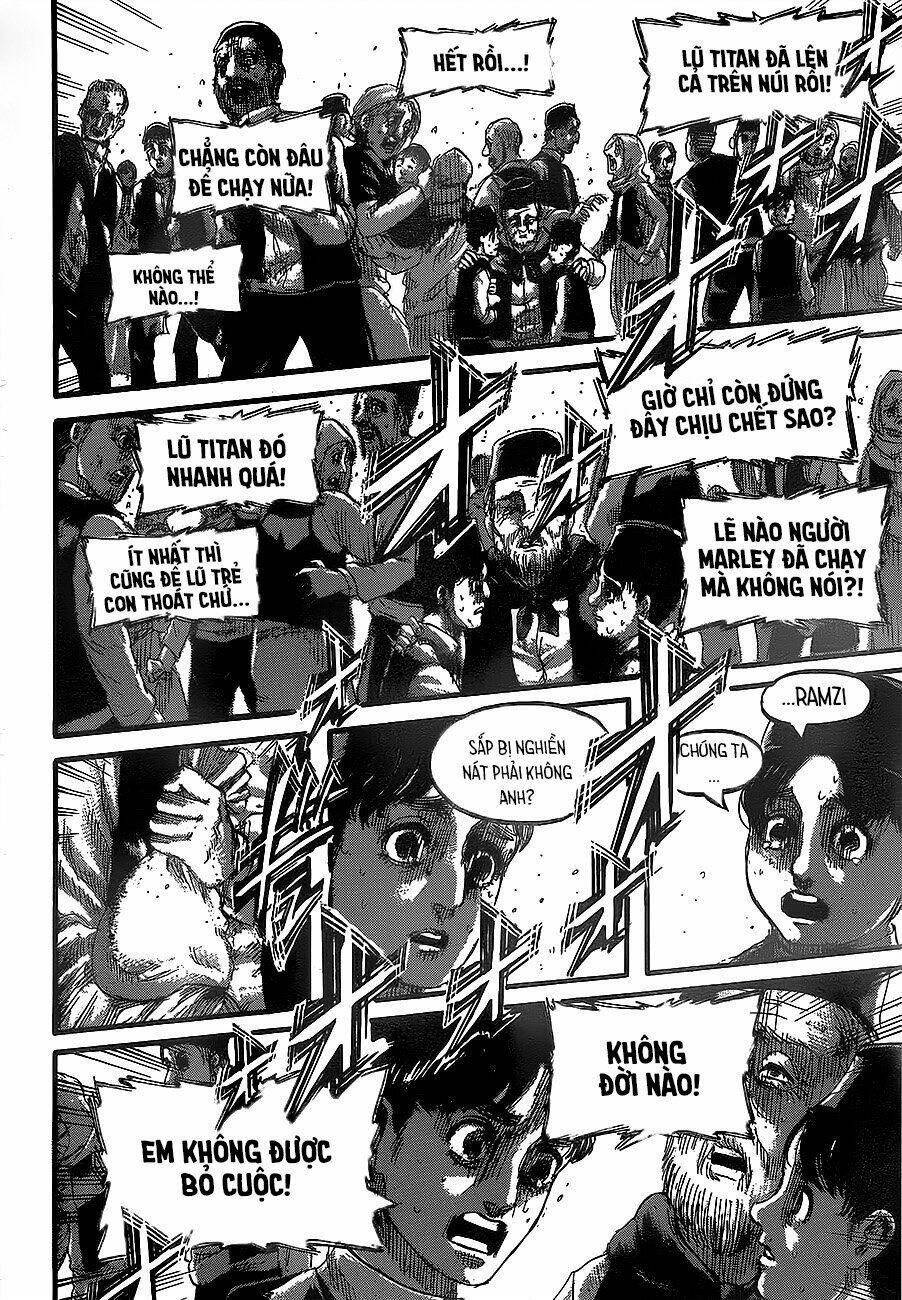 LŨ TITAN ĐÃ LÊN
CẢ TRÊN NÚI RỒI!
HẾT RỒI...!
CHẲNG CÒN ĐÂU
ĐỂ CHẠY NỮA!
KHÔNG THỂ
NÀO...!
GIỜ CHỈ CÒN ĐỨNG
ĐÂY CHỊU CHẾT SAO?
LẼ NÀO NGƯỜI
MARLEY ĐÃ CHẠY
MÀ KHÔNG NÓI?!
LŨ TITAN ĐÓ
NHANH QUÁ!
ÍT NHẤT THÌ
CŨNG ĐỂ LŨ TRẺ
CON THOÁT CHỨ...
...RAMZI
CHÚNG TA
...
SẮP BỊ NGHIỀN
NÁT PHẢI KHÔNG
ANH?
KHÔNG
ĐỜI NÀO!
EM KHÔNG ĐƯỢC
BỎ CUỘC!